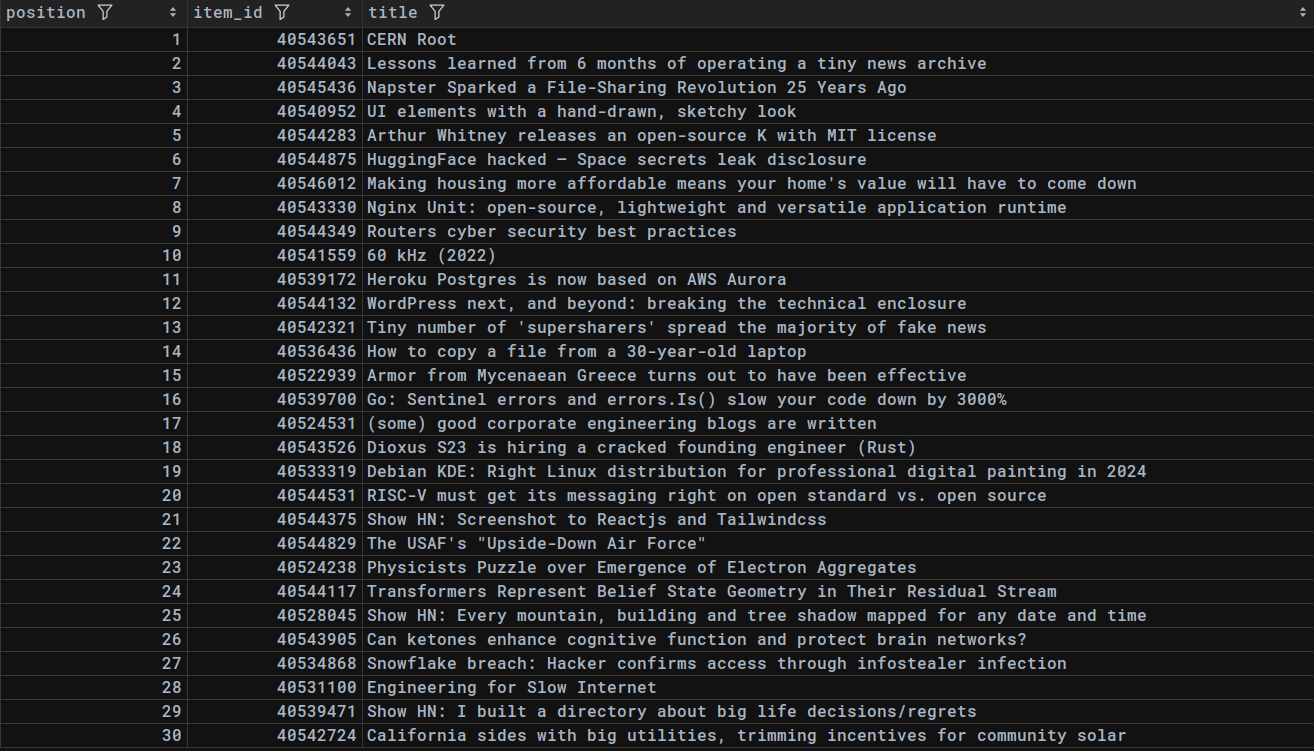 position item_id title
1 40543651 CERN Root
2 40544043 Lessons learned from 6 months of operating a tiny news archive
3 40545436 Napster Sparked a File-Sharing Revolution 25 Years Ago
4 40540952 UI elements with a hand-drawn, sketchy look
5 40544283 Arthur Whitney releases an open-source K with MIT license
6 40544875 HuggingFace hacked – Space secrets leak disclosure
7 40546012 Making housing more affordable means your home's value will have to come down
8 40543330 Nginx Unit: open-source, lightweight and versatile application runtime
9 40544349 Routers cyber security best practices
10 40541559 60 kHz (2022)
11 40539172 Heroku Postgres is now based on AWS Aurora
12 40544132 WordPress next, and beyond: breaking the technical enclosure
13 40542321 Tiny number of 'supersharers' spread the majority of fake news
14 40536436 How to copy a file from a 30-year-old laptop
15 40522939 Armor from Mycenaean Greece turns out to have been effective
16 40539700 Go: Sentinel errors and errors.Is() slow your code down by 3000%
17 40524531 (some) good corporate engineering blogs are written
18 40543526 Dioxus S23 is hiring a cracked founding engineer (Rust)
19 40533319 Debian KDE: Right Linux distribution for professional digital painting in 2024
20 40544531 RISC-V must get its messaging right on open standard vs. open source
21 40544375 Show HN: Screenshot to Reactjs and Tailwindcss
22 40544829 The USAF's "Upside-Down Air Force"
23 40524238 Physicists Puzzle over Emergence of Electron Aggregates
24 40544117 Transformers Represent Belief State Geometry in Their Residual Stream
25 40528045 Show HN: Every mountain, building and tree shadow mapped for any date and time
26 40543905 Can ketones enhance cognitive function and protect brain networks?
27 40534868 Snowflake breach: Hacker confirms access through infostealer infection
28 40531100 Engineering for Slow Internet
29 40539471 Show HN: I built a directory about big life decisions/regrets
30 40542724 California sides with big utilities, trimming incentives for community solar